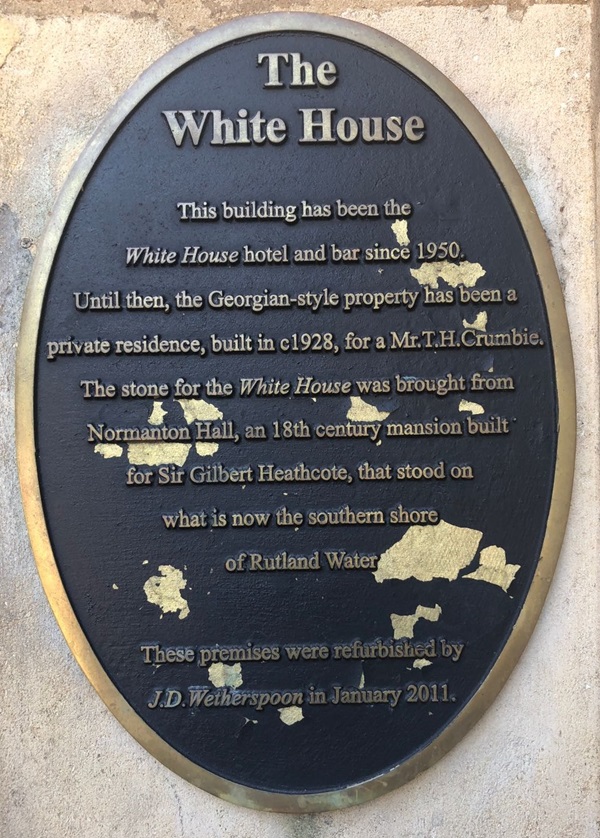 The
White House
This building has been the
White House hotel and bar since 1950.
Until then, the Georgian-style property has been a
private residence, built in c1928, for a Mr.T.H.Crumbie.
The stone for the White House was brought from
Normanton Hall, an 18th century mansion built
for Sir Gilbert Heathcote, that stood on
what is now the southern shore
of Rutland Water
These premises were refurbished by
J.D.Wetherspoon in January 2011.